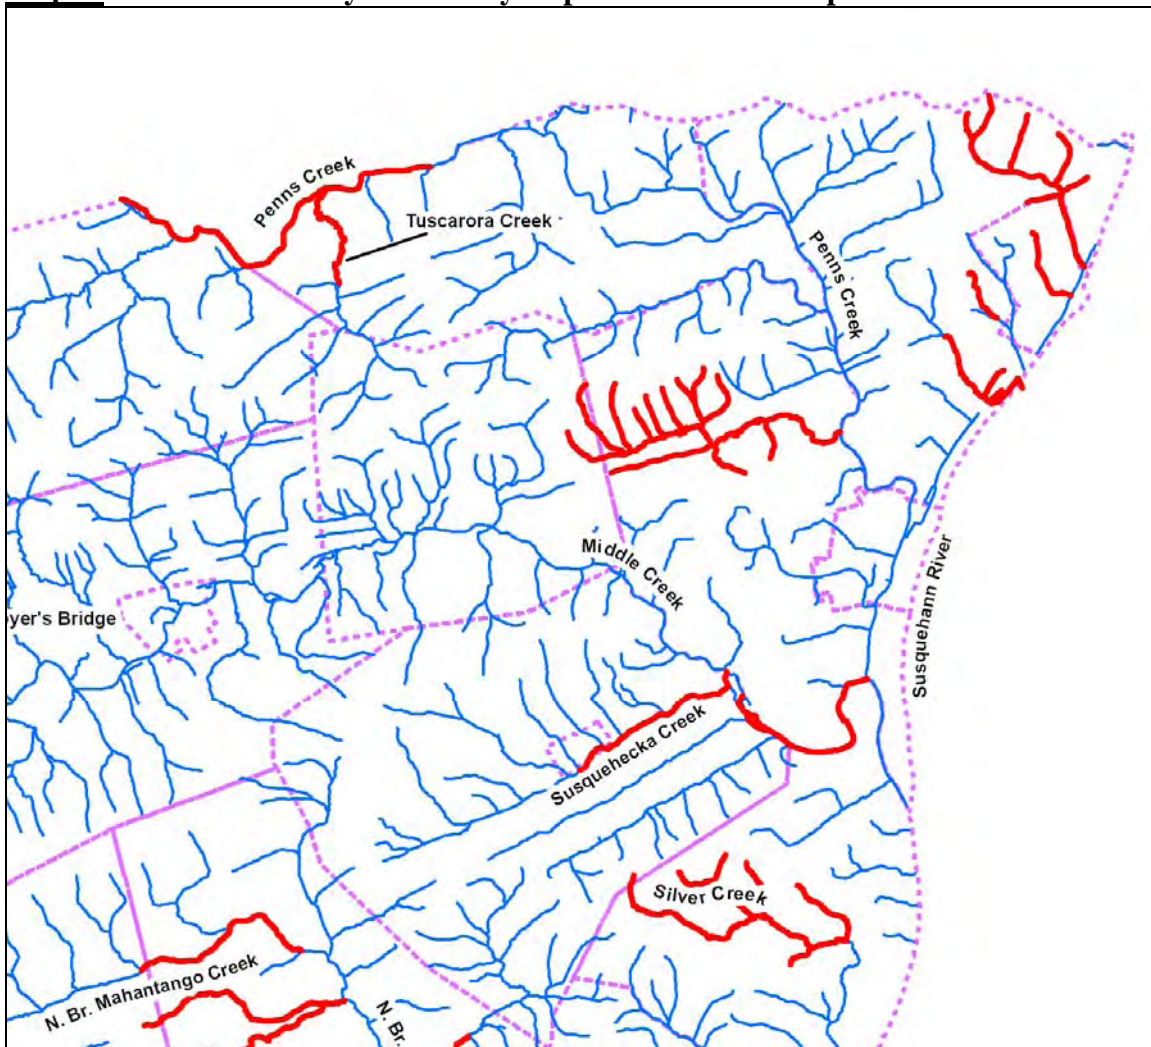 Penns Creek
Tuscarora Creek
Penns Creek
Middle Creek
yer's Bridge
Susquehann River
Susquehecka Creek
Silver Creek
N. Br. Mahantango Creek
N. Br.